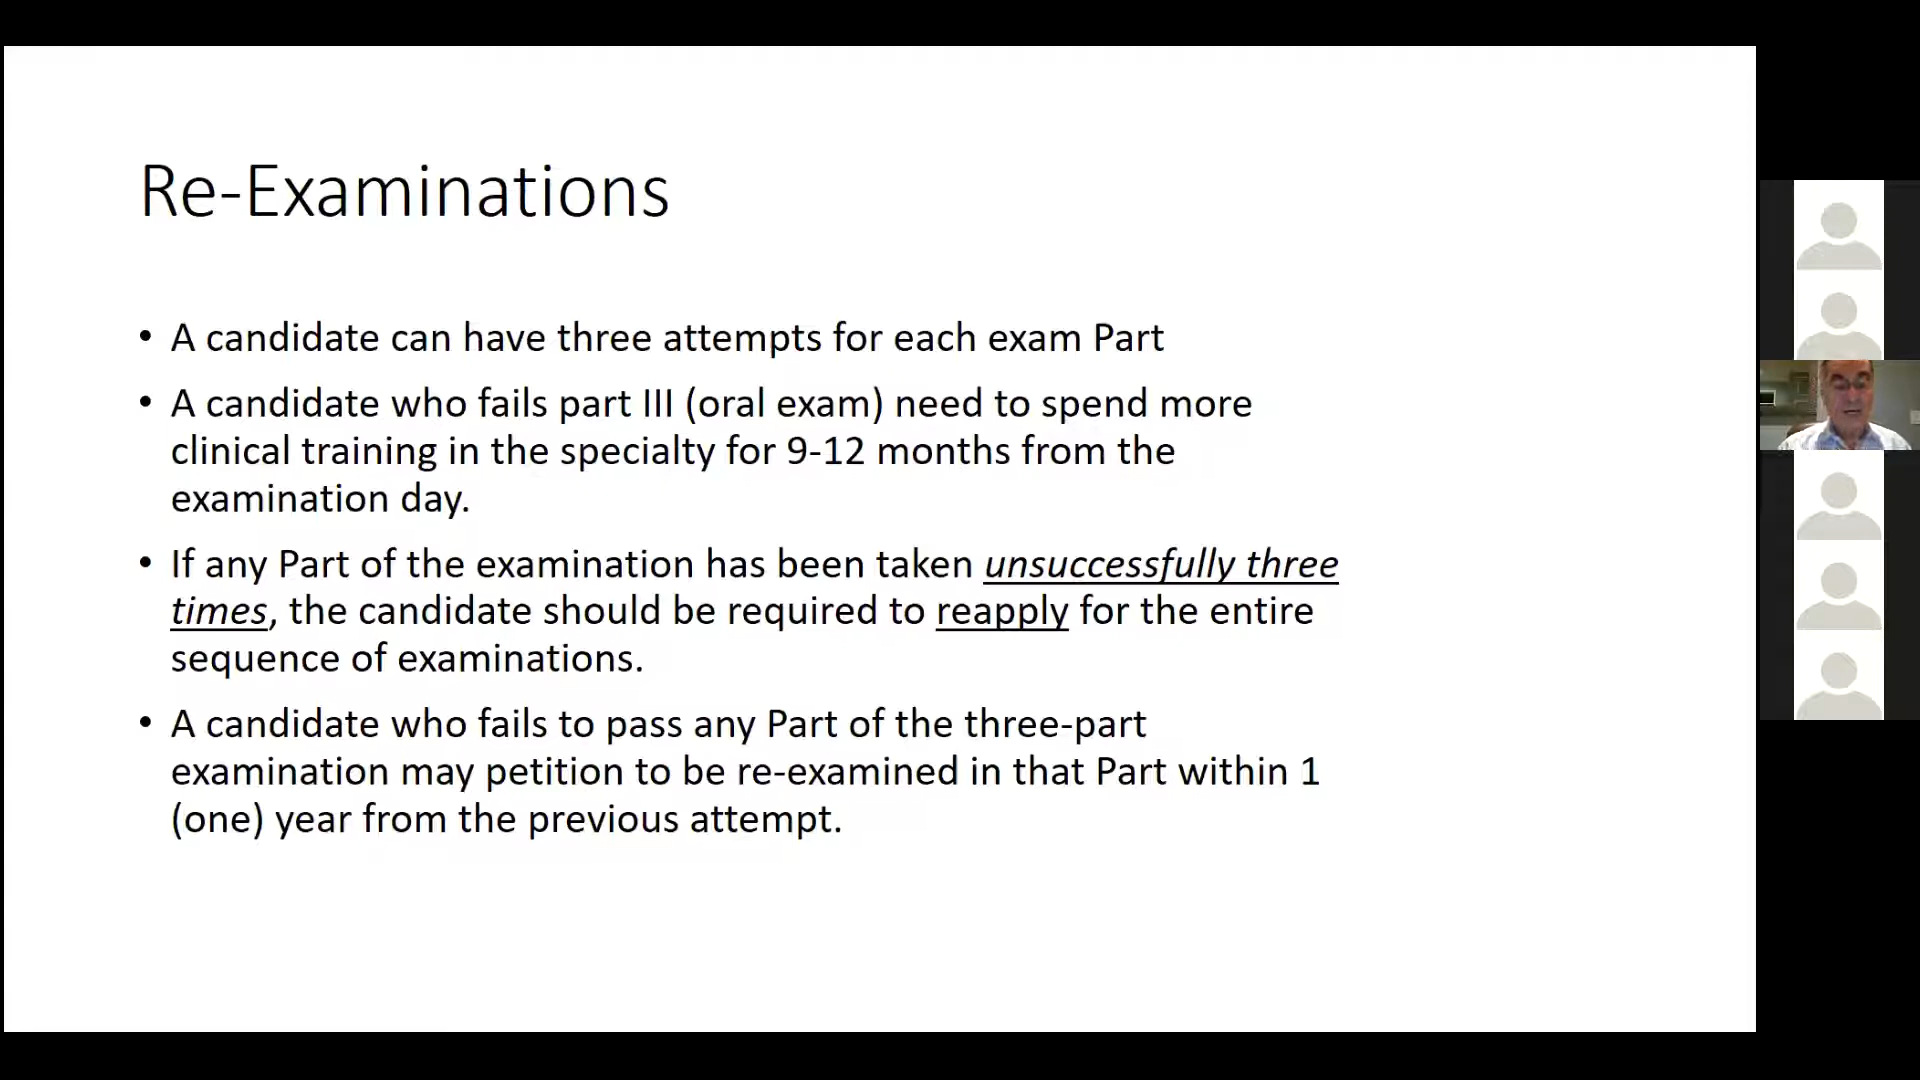 Re-Examinations
• A candidate can have three attempts for each exam Part
• A candidate who fails part III (oral exam) need to spend more
clinical training in the specialty for 9-12 months from the
examination day.
• If any Part of the examination has been taken unsuccessfully three
times, the candidate should be required to reapply for the entire
sequence of examinations.
• A candidate who fails to pass any Part of the three-part
examination may petition to be re-examined in that Part within 1
(one) year from the previous attempt.